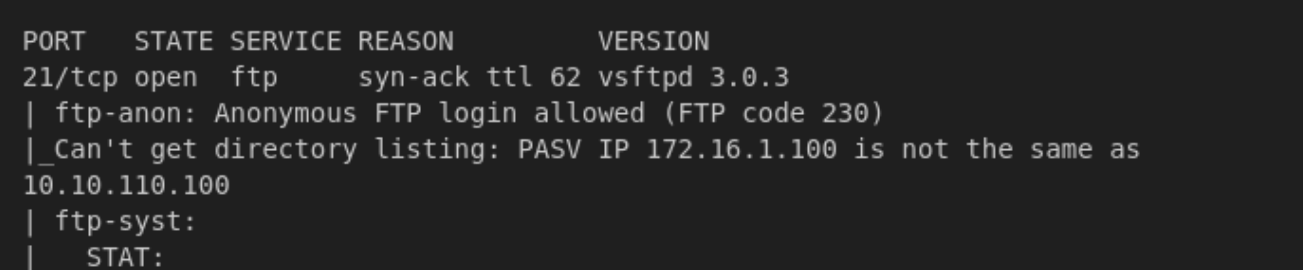 PORT   STATE SERVICE REASON         VERSION
21/tcp open  ftp     syn-ack ttl 62 vsftpd 3.0.3
| ftp-anon: Anonymous FTP login allowed (FTP code 230)
|_Can't get directory listing: PASV IP 172.16.1.100 is not the same as
10.10.110.100
| ftp-syst:
|   STAT: